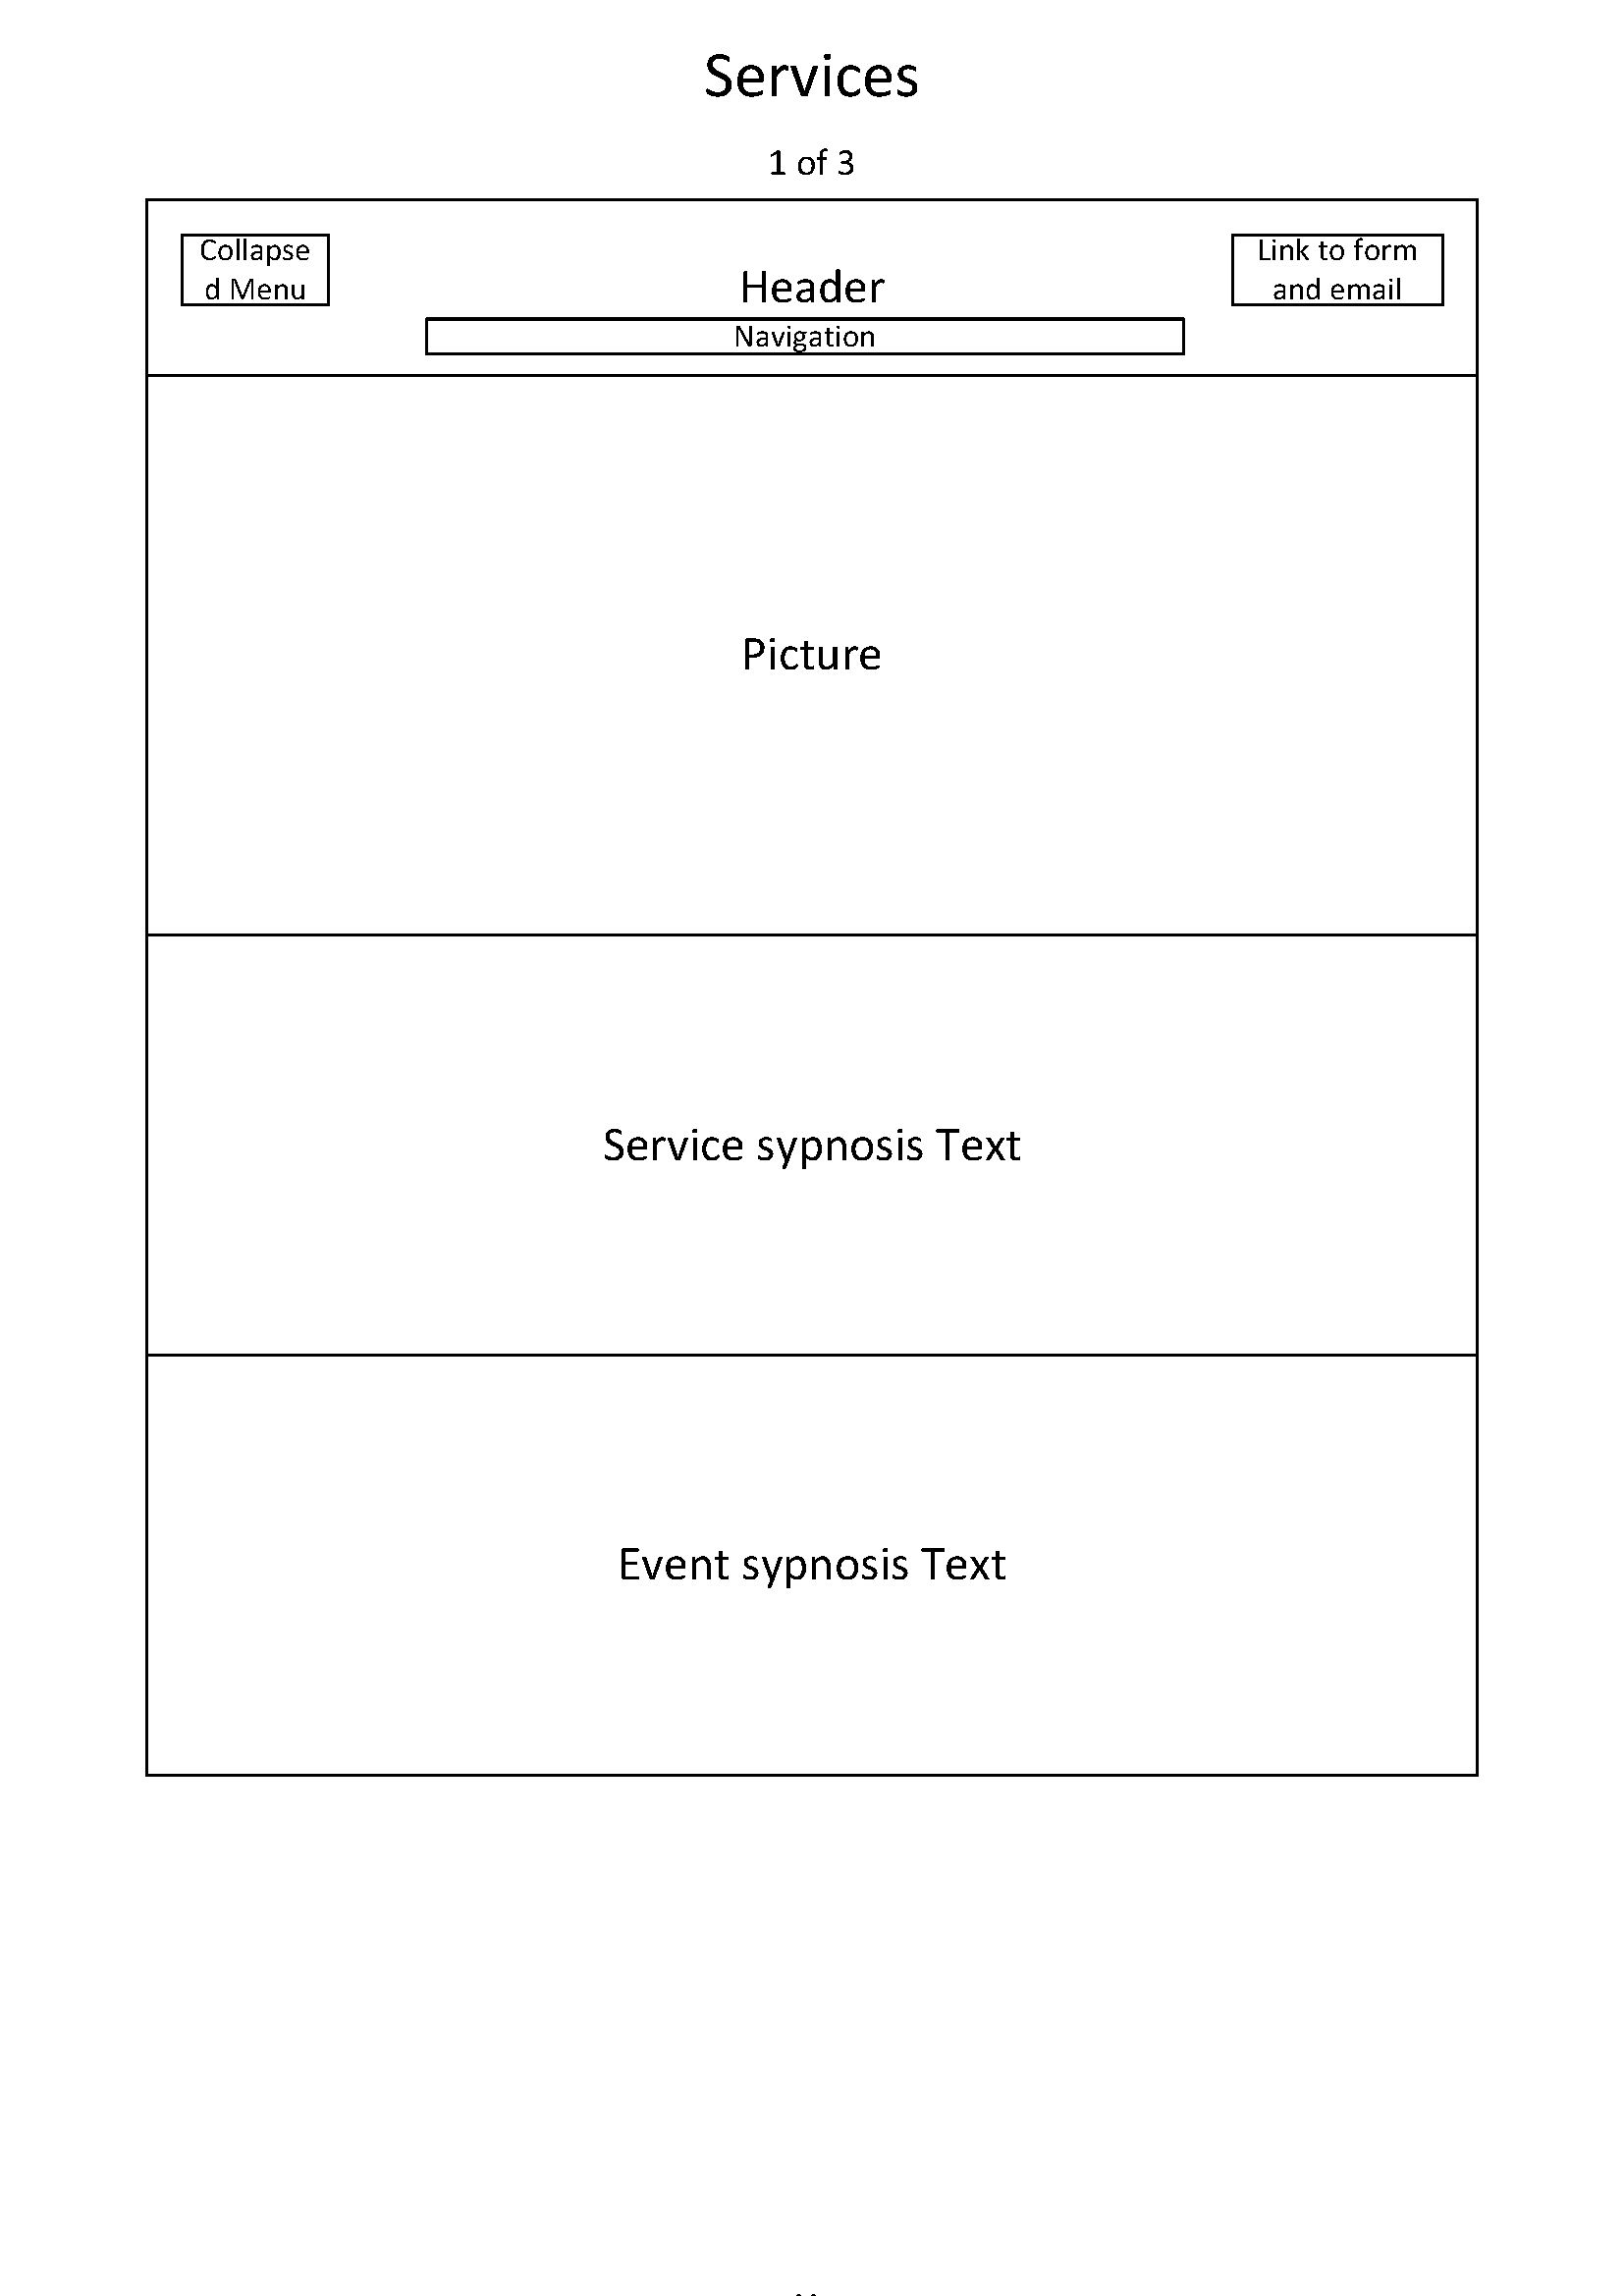 Services
1 of 3
Collapse
d Menu
Link to form
and email
Header
Navigation
Picture
Service sypnosis Text
Event sypnosis Text